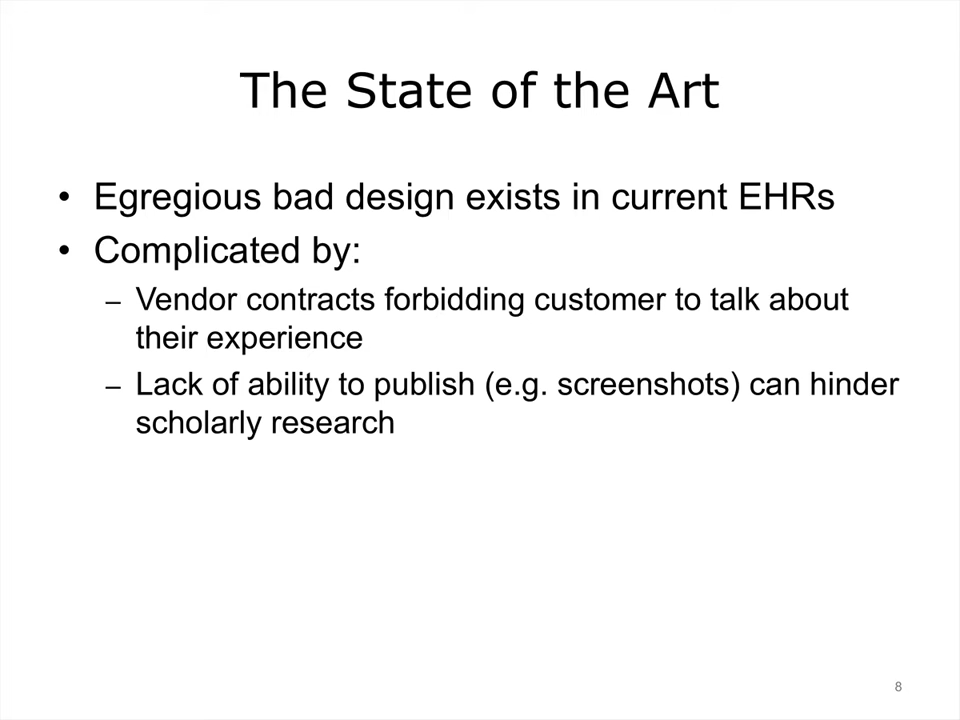 The State of the Art
• Egregious bad design exists in current EHRs
• Complicated by:
– Vendor contracts forbidding customer to talk about
their experience
– Lack of ability to publish (e.g. screenshots) can hinder
scholarly research
8